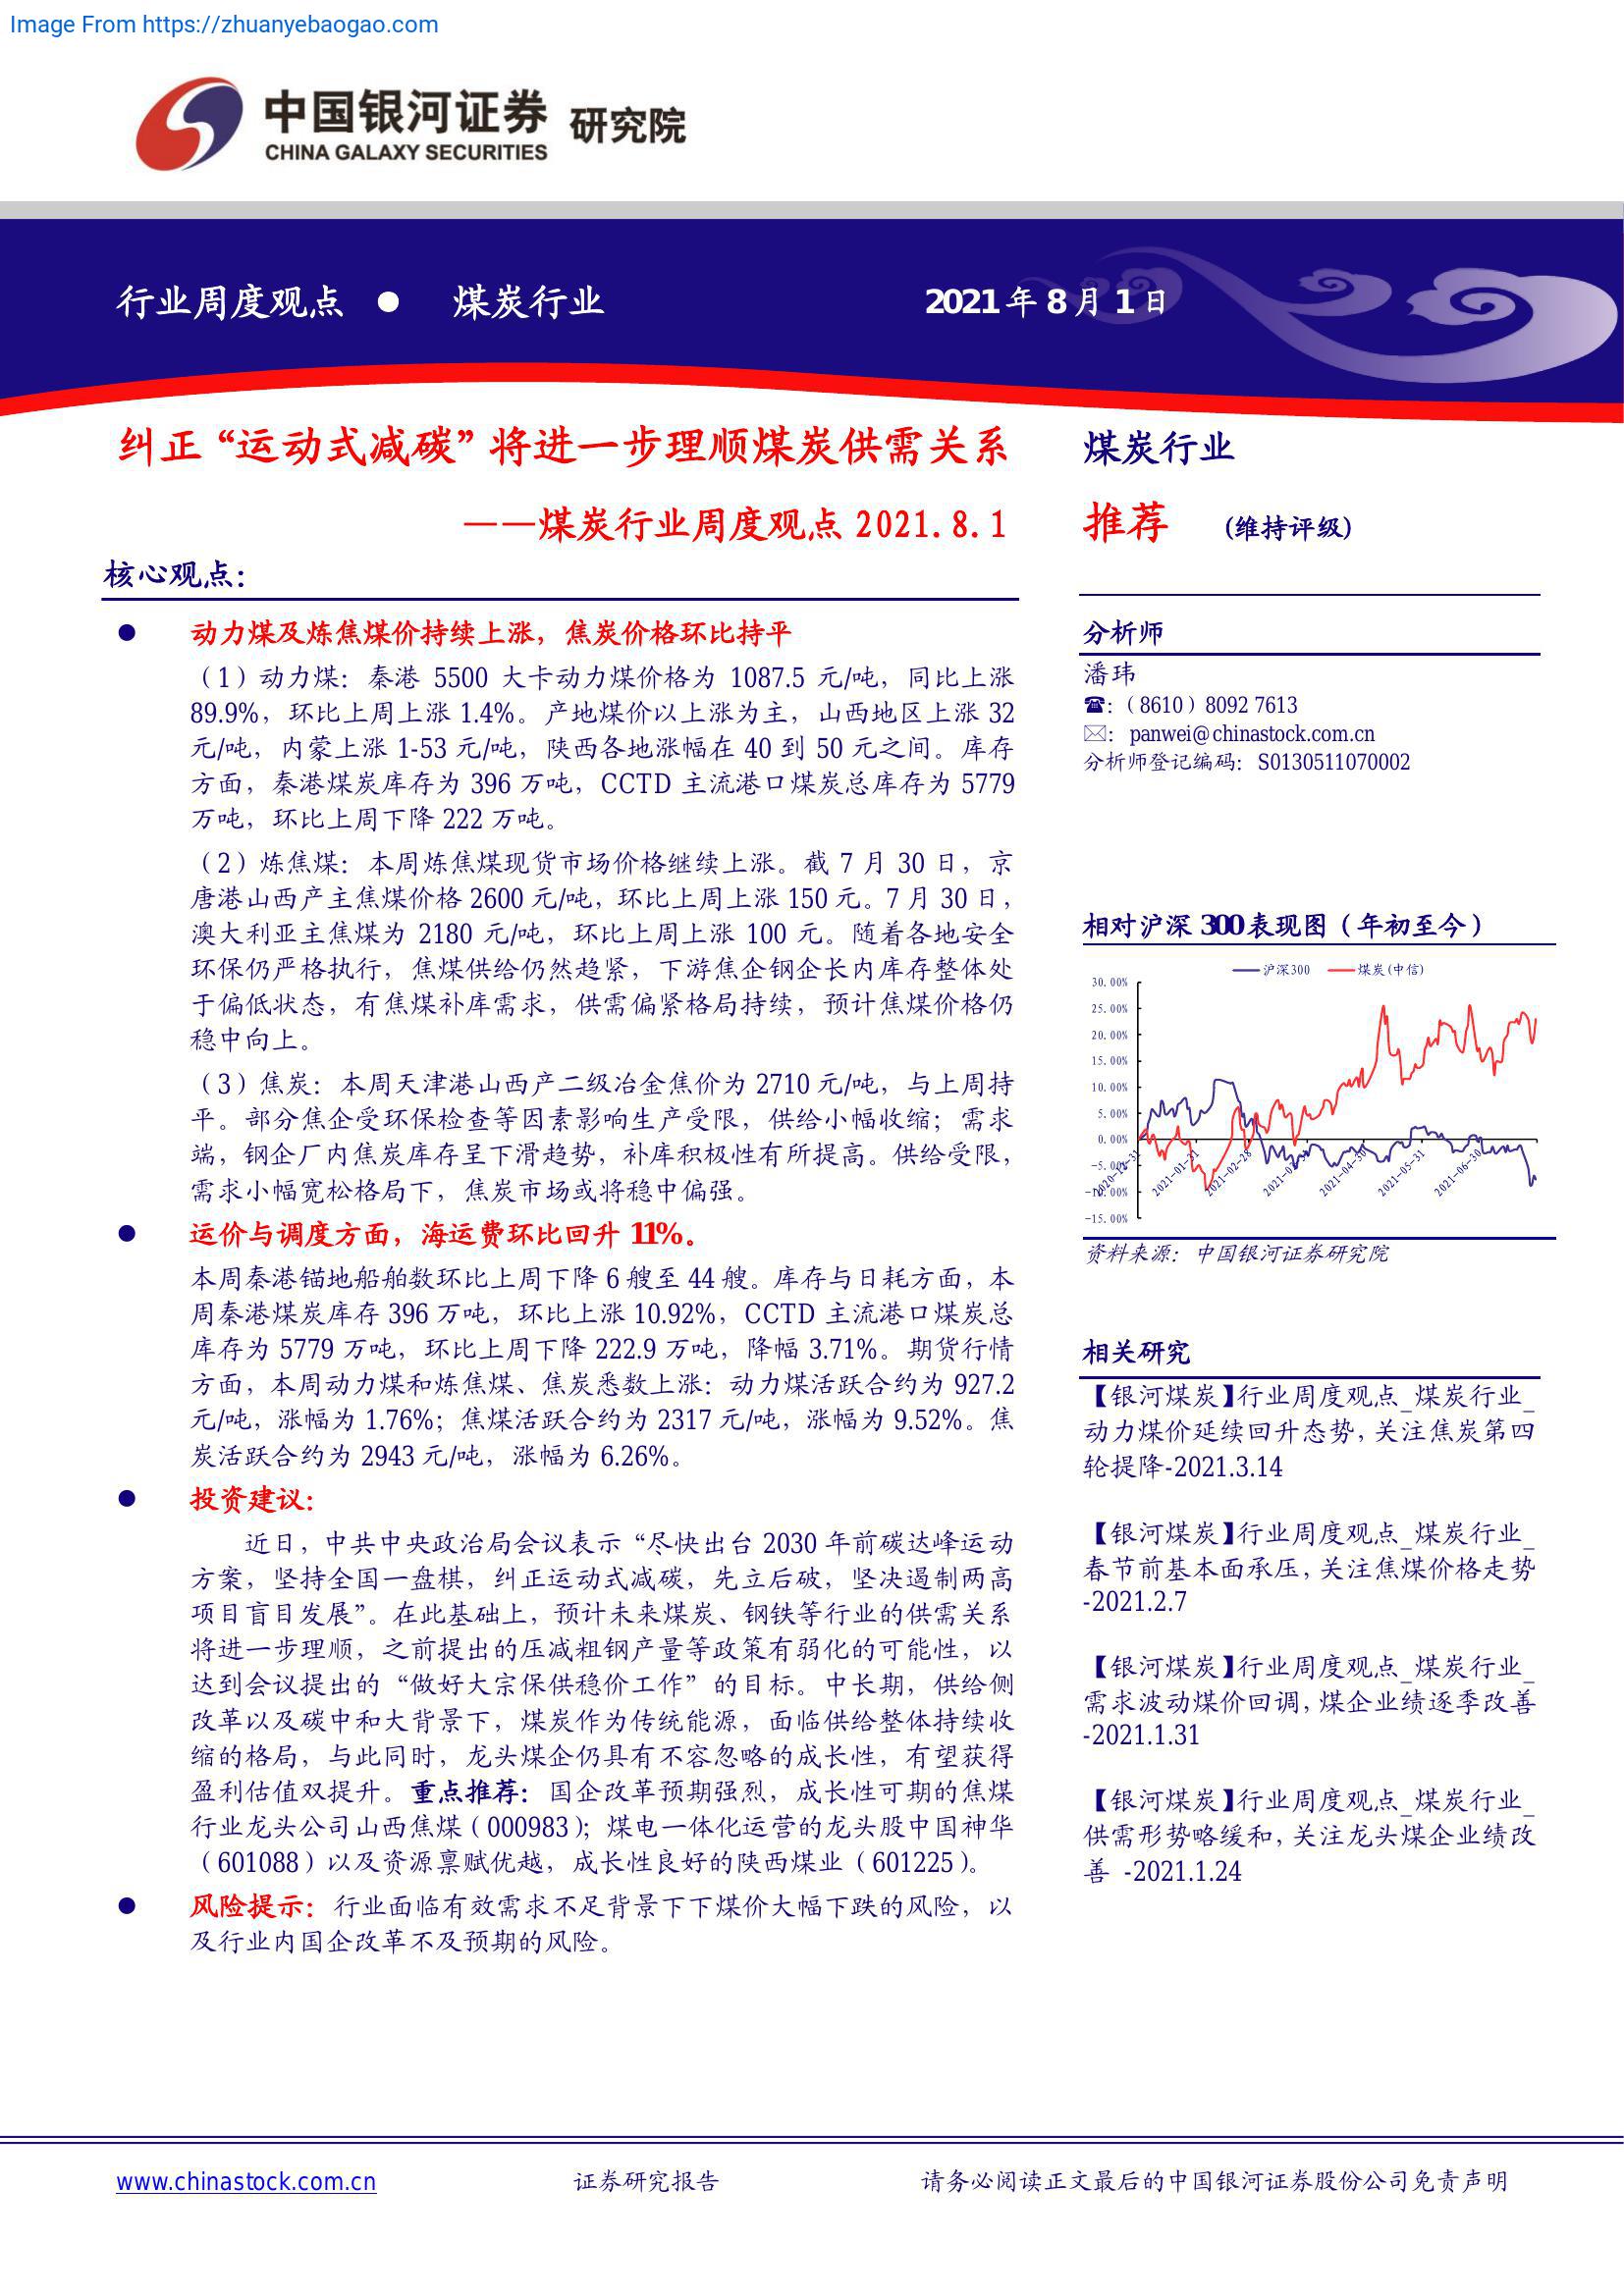 Image From https://zhuanyebaogao.com
中国银河证券 研究院
CHINA GALAXY SECURITIES
行业周度观点 ● 煤炭行业 2021年8月1日
纠正“运动式减碳”将进一步理顺煤炭供需关系
——煤炭行业周度观点 2021.8.1
核心观点：
● 动力煤及炼焦煤价持续上涨，焦炭价格环比持平
（1）动力煤：秦港 5500 大卡动力煤价格为 1087.5 元/吨，同比上涨
89.9%，环比上周上涨 1.4%。产地煤价以上涨为主，山西地区上涨 32
元/吨，内蒙上涨 1-53 元/吨，陕西各地涨幅在 40 到 50 元之间。库存
方面，秦港煤炭库存为 396 万吨，CCTD 主流港口煤炭总库存为 5779
万吨，环比上周下降 222 万吨。
（2）炼焦煤：本周炼焦煤现货市场价格继续上涨。截 7 月 30 日，京
唐港山西产主焦煤价格 2600 元/吨，环比上周上涨 150 元。7 月 30 日，
澳大利亚主焦煤为 2180 元/吨，环比上周上涨 100 元。随着各地安全
环保仍严格执行，焦煤供给仍然趋紧，下游焦企钢企长内库存整体处
于偏低状态，有焦煤补库需求，供需偏紧格局持续，预计焦煤价格仍
稳中向上。
（3）焦炭：本周天津港山西产二级冶金焦价为 2710 元/吨，与上周持
平。部分焦企受环保检查等因素影响生产受限，供给小幅收缩；需求
端，钢企厂内焦炭库存呈下滑趋势，补库积极性有所提高。供给受限，
需求小幅宽松格局下，焦炭市场或将稳中偏强。
● 运价与调度方面，海运费环比回升 11%。
本周秦港锚地船舶数环比上周下降 6 艘至 44 艘。库存与日耗方面，本
周秦港煤炭库存 396 万吨，环比上涨 10.92%，CCTD 主流港口煤炭总
库存为 5779 万吨，环比上周下降 222.9 万吨，降幅 3.71%。期货行情
方面，本周动力煤和炼焦煤、焦炭悉数上涨：动力煤活跃合约为 927.2
元/吨，涨幅为 1.76%；焦煤活跃合约为 2317 元/吨，涨幅为 9.52%。焦
炭活跃合约为 2943 元/吨，涨幅为 6.26%。
● 投资建议：
近日，中共中央政治局会议表示“尽快出台 2030 年前碳达峰运动
方案，坚持全国一盘棋，纠正运动式减碳，先立后破，坚决遏制两高
项目盲目发展”。在此基础上，预计未来煤炭、钢铁等行业的供需关系
将进一步理顺，之前提出的压减粗钢产量等政策有弱化的可能性，以
达到会议提出的“做好大宗保供稳价工作”的目标。中长期，供给侧
改革以及碳中和大背景下，煤炭作为传统能源，面临供给整体持续收
缩的格局，与此同时，龙头煤企仍具有不容忽略的成长性，有望获得
盈利估值双提升。重点推荐：国企改革预期强烈，成长性可期的焦煤
行业龙头公司山西焦煤（000983）；煤电一体化运营的龙头股中国神华
（601088）以及资源禀赋优越，成长性良好的陕西煤业（601225）。
● 风险提示：行业面临有效需求不足背景下下煤价大幅下跌的风险，以
及行业内国企改革不及预期的风险。
煤炭行业
推荐 （维持评级）
分析师
潘玮
☎：（8610）8092 7613
✉：panwei@chinastock.com.cn
分析师登记编码：S0130511070002
相对沪深 300 表现图（年初至今）
沪深300 煤炭(中信)
30.00%
25.00%
20.00%
15.00%
10.00%
5.00%
0.00%
-5.00%
-10.00%
-15.00%
2020-12-31 2021-01-31 2021-02-28 2021-03-31 2021-04-30 2021-05-31 2021-06-30
资料来源：中国银河证券研究院
相关研究
【银河煤炭】行业周度观点_煤炭行业_
动力煤价延续回升态势，关注焦炭第四
轮提降-2021.3.14
【银河煤炭】行业周度观点_煤炭行业_
春节前基本面承压，关注焦煤价格走势
-2021.2.7
【银河煤炭】行业周度观点_煤炭行业_
需求波动煤价回调，煤企业绩逐季改善
-2021.1.31
【银河煤炭】行业周度观点_煤炭行业_
供需形势略缓和，关注龙头煤企业绩改
善 -2021.1.24
www.chinastock.com.cn 证券研究报告 请务必阅读正文最后的中国银河证券股份公司免责声明